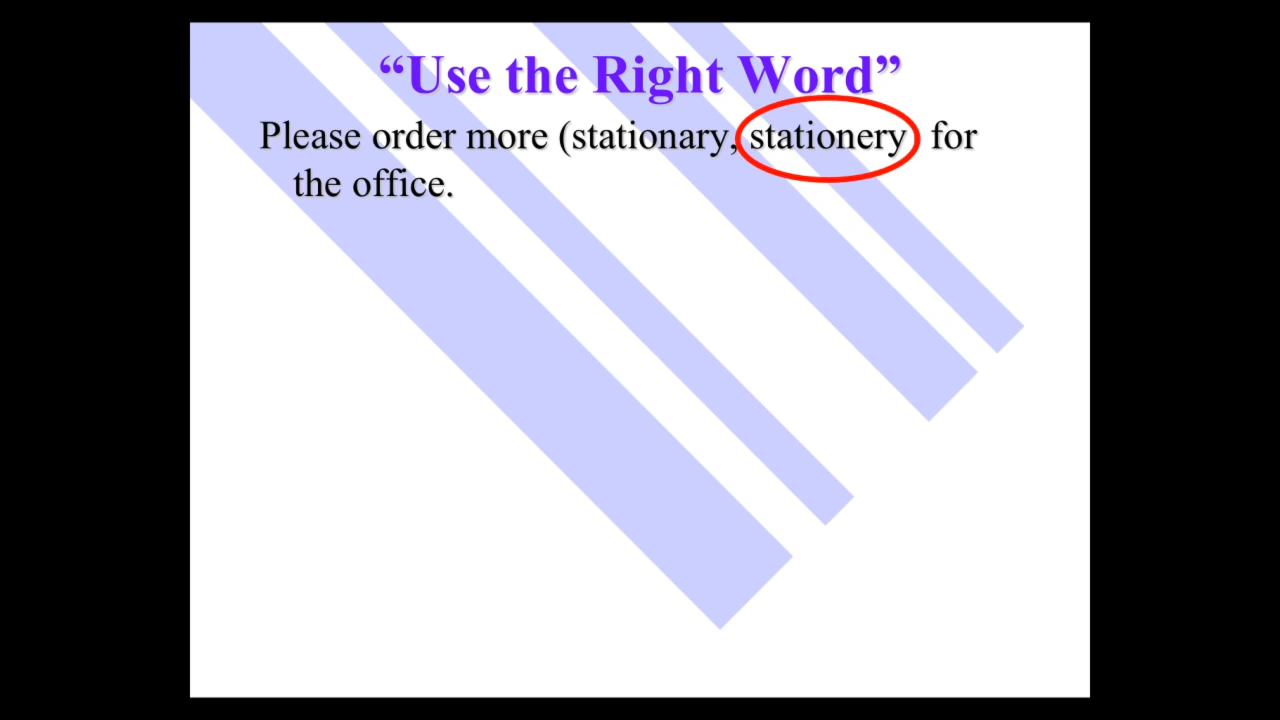 “Use the Right Word”
Please order more (stationary, stationery) for
the office.